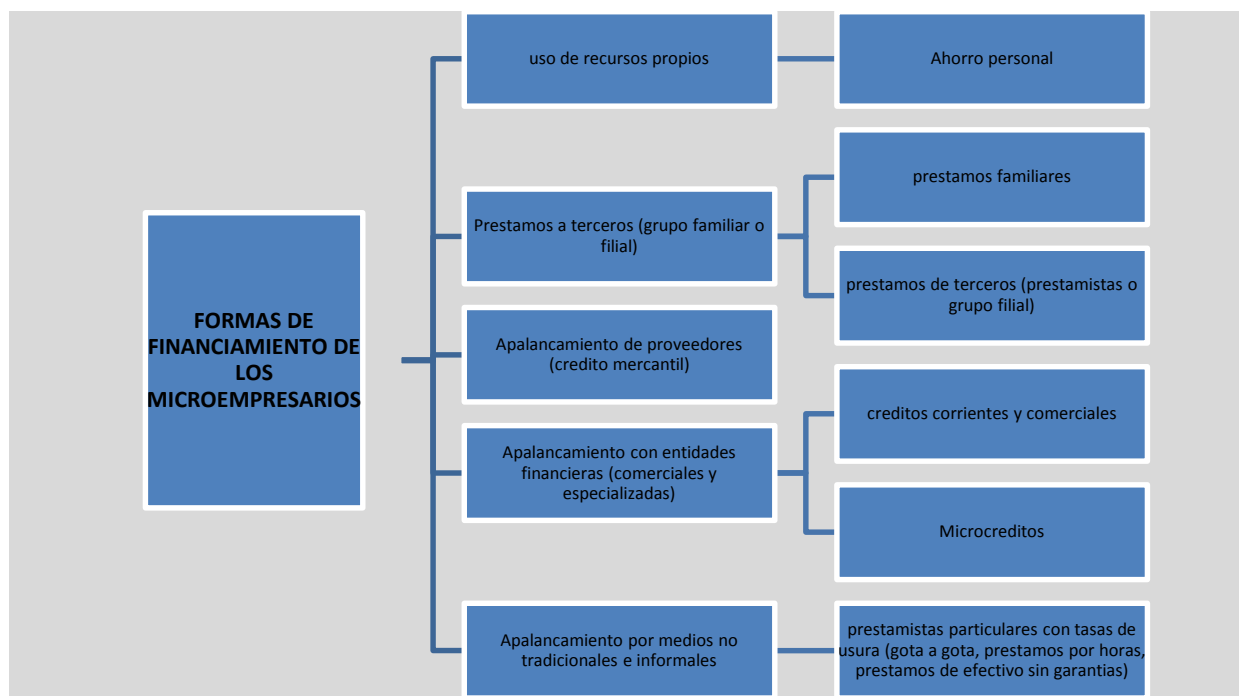 FORMAS DE
FINANCIAMIENTO DE
LOS
MICROEMPRESARIOS
uso de recursos propios
Ahorro personal
Prestamos a terceros (grupo familiar o
filial)
prestamos familiares
prestamos de terceros (prestamistas o
grupo filial)
Apalancamiento de proveedores
(credito mercantil)
Apalancamiento con entidades
financieras (comerciales y
especializadas)
creditos corrientes y comerciales
Microcreditos
Apalancamiento por medios no
tradicionales e informales
prestamistas particulares con tasas de
usura (gota a gota, prestamos por horas,
prestamos de efectivo sin garantias)